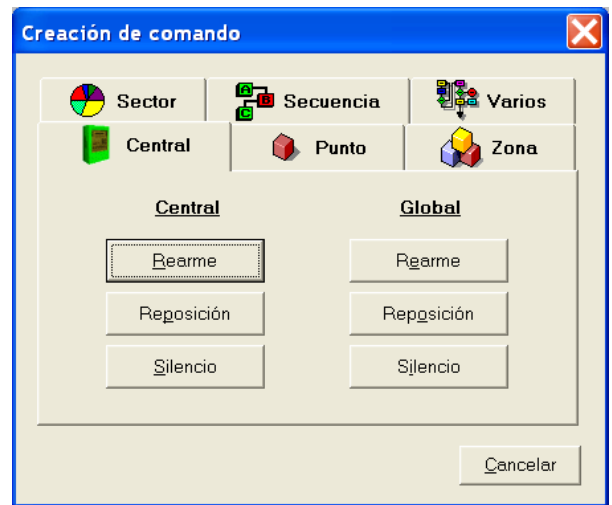 Creación de comando
Sector Secuencia Varios
A
B
C
Central Punto Zona
Central Global
Rearme Rearme
Reposición Reposición
Silencio Silencio
Cancelar